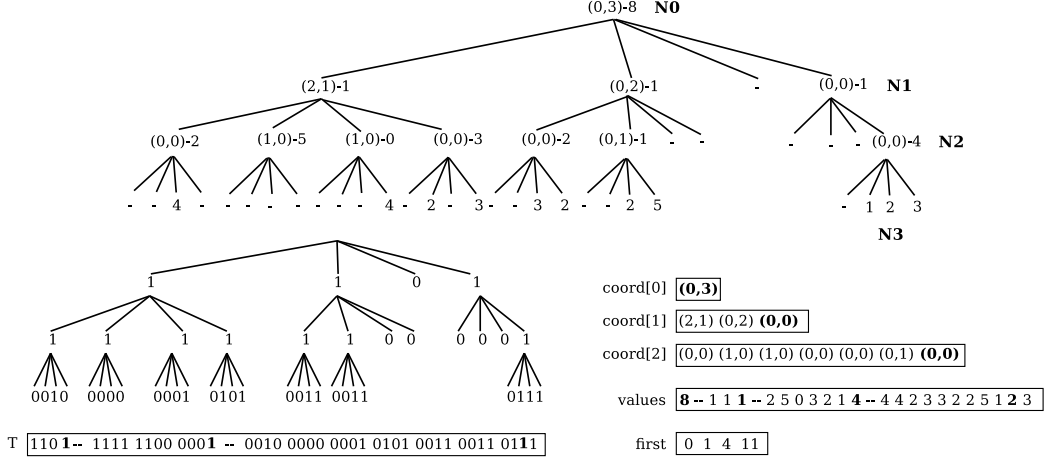 (0,3)-8 N0
(2,1)-1 (0,2)-1 - (0,0)-1 N1
(0,0)-2 (1,0)-5 (1,0)-0 (0,0)-3 (0,0)-2 (0,1)-1 - - - - - (0,0)-4 N2
- - 4 - - - - - - - - 4 - 2 - 3 - - 3 2 - - 2 5 - 1 2 3
N3
1 1 0 1
1 1 1 1 1 1 0 0 0 0 0 1
0010 0000 0001 0101 0011 0011 0111
coord[0] (0,3)
coord[1] (2,1) (0,2) (0,0)
coord[2] (0,0) (1,0) (1,0) (0,0) (0,0) (0,1) (0,0)
values 8 -- 1 1 1 -- 2 5 0 3 2 1 4 -- 4 4 2 3 3 2 2 5 1 2 3
T 110 1 -- 1111 1100 0001 -- 0010 0000 0001 0101 0011 0011 0111
first 0 1 4 11